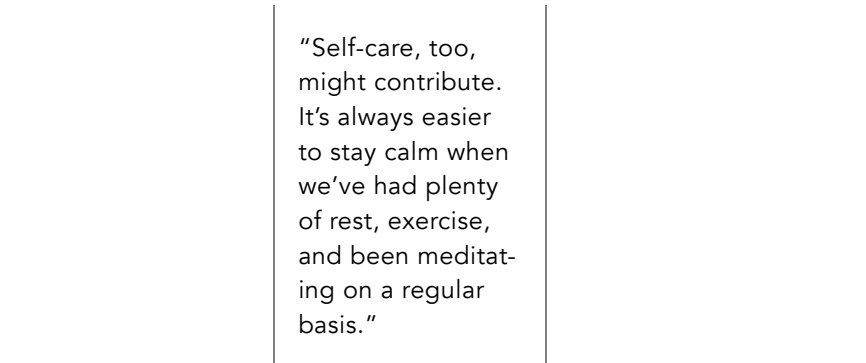 “Self-care, too,
might contribute.
It’s always easier
to stay calm when
we’ve had plenty
of rest, exercise,
and been meditat-
ing on a regular
basis.”